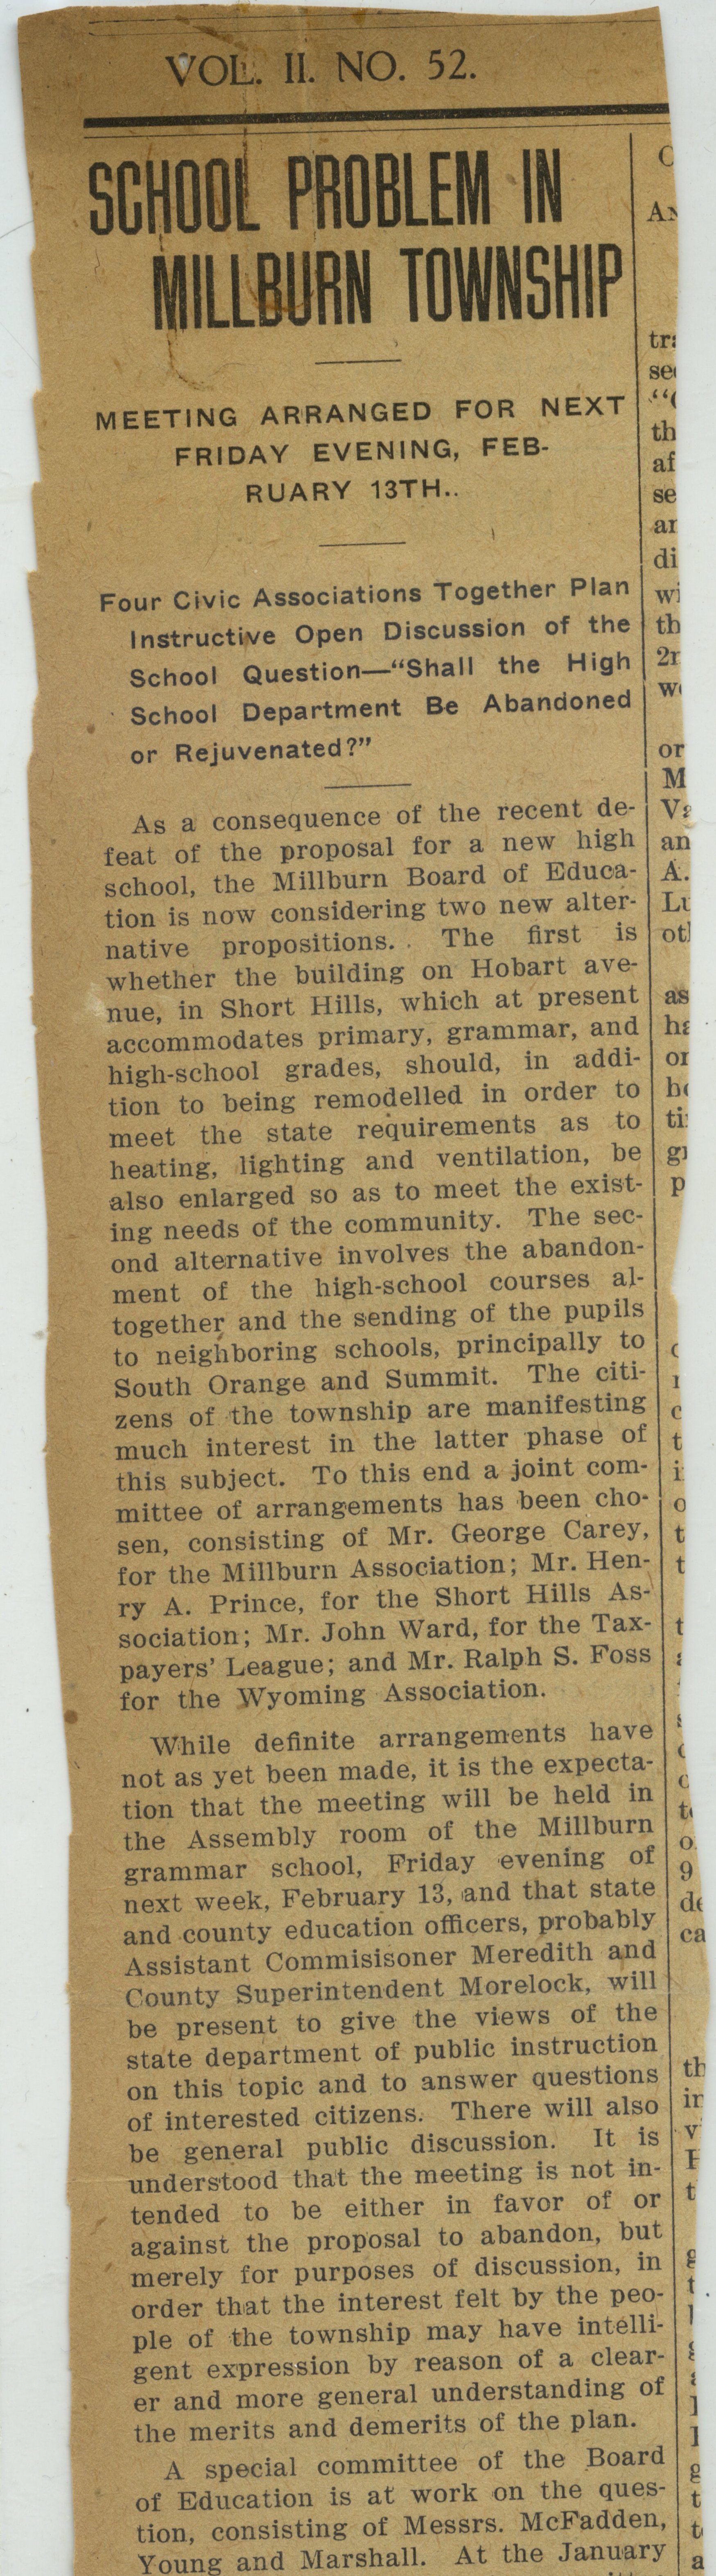 VOL. II. NO. 52.
SCHOOL PROBLEM IN
MILLBURN TOWNSHIP
MEETING ARRANGED FOR NEXT
FRIDAY EVENING, FEB-
RUARY 13TH..
Four Civic Associations Together Plan
Instructive Open Discussion of the
School Question—“Shall the High
School Department Be Abandoned
or Rejuvenated?”
As a consequence of the recent de-
feat of the proposal for a new high
school, the Millburn Board of Educa-
tion is now considering two new alter-
native propositions. . The first is
whether the building on Hobart ave-
nue, in Short Hills, which at present
accommodates primary, grammar, and
high-school grades, should, in addi-
tion to being remodelled in order to
meet the state requirements as to
heating, lighting and ventilation, be
also enlarged so as to meet the exist-
ing needs of the community. The sec-
ond alternative involves the abandon-
ment of the high-school courses al-
together and the sending of the pupils
to neighboring schools, principally to
South Orange and Summit. The citi-
zens of the township are manifesting
much interest in the latter phase of
this subject. To this end a joint com-
mittee of arrangements has been cho-
sen, consisting of Mr. George Carey,
for the Millburn Association; Mr. Hen-
ry A. Prince, for the Short Hills As-
sociation; Mr. John Ward, for the Tax-
payers’ League; and Mr. Ralph S. Foss
for the Wyoming Association.
While definite arrangements have
not as yet been made, it is the expecta-
tion that the meeting will be held in
the Assembly room of the Millburn
grammar school, Friday evening of
next week, February 13, and that state
and county education officers, probably
Assistant Commisisoner Meredith and
County Superintendent Morelock, will
be present to give the views of the
state department of public instruction
on this topic and to answer questions
of interested citizens. There will also
be general public discussion. It is
understood that the meeting is not in-
tended to be either in favor of or
against the proposal to abandon, but
merely for purposes of discussion, in
order that the interest felt by the peo-
ple of the township may have intelli-
gent expression by reason of a clear-
er and more general understanding of
the merits and demerits of the plan.
A special committee of the Board
of Education is at work on the ques-
tion, consisting of Messrs. McFadden,
Young and Marshall. At the January